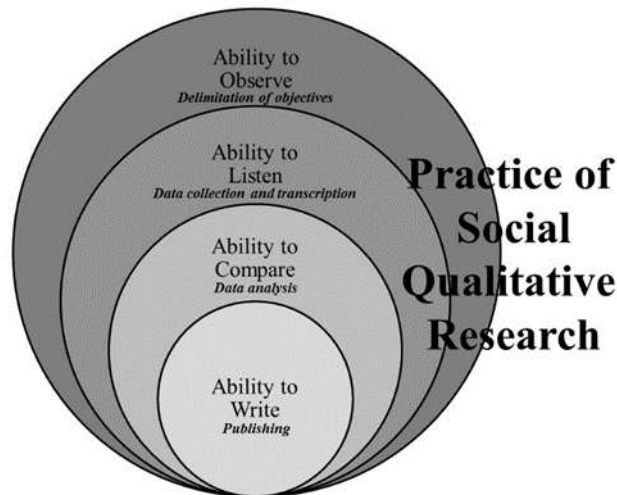 Ability to
Observe
Delimitation of objectives
Ability to
Listen
Data collection and transcription
Ability to
Compare
Data analysis
Ability to
Write
Publishing
Practice of
Social
Qualitative
Research